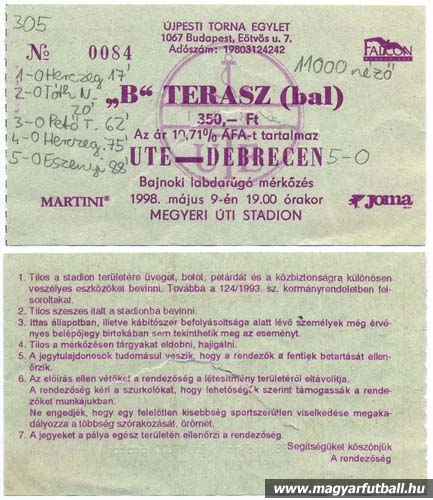 305
ÚJPESTI TORNA EGYLET
1067 Budapest, Eötvös u. 7.
Adószám: 19803124242
FALCON
No 0084
11000 néző
1-0 Herczeg 17'
2-0 Tóth N.
20'
3-0 Pető T. 62'
4-0 Herczeg 75'
5-0 Eszenyi 88
„B" TERASZ (bal)
350,— Ft
Az ár 10,71% ÁFA-t tartalmaz
UTE
UTE—DEBRECEN 5-0
Bajnoki labdarúgó mérkőzés
MARTINI®
1998. május 9-én 19.00 órakor
Joma
MEGYERI ÚTI STADION
1. Tilos a stadion területére üvegét, botot, petárdát és a közbiztonságra különösen
veszélyes eszközöket bevinni. Továbbá a 124/1993. sz. kormányrendeletben fel-
soroltakat.
2. Tilos szeszes italt a stadionba bevinni.
3. Ittas állapotban, illetve kábítószer befolyásoltsága alatt lévő személyek még érvé-
nyes belépőjegy birtokában sem tekinthetik meg az eseményt.
4. Tilos a mérkőzésen tárgyakat eldobni, hajigálni.
5. A jegytulajdonosok tudomásul veszik, hogy a rendezők a fentiek betartását ellen-
őrzik.
6. Az előírás ellen vétőket a rendezőség a létesítmény területéről eltávolítja.
A rendezőség kéri a szurkolókat, hogy lehetőségük szerint támogassák a rende-
zőket munkájukban.
Ne engedjék, hogy egy felelőtlen kisebbség sportszerűtlen viselkedése megaka-
dályozza a többség szórakozását, örömét.
7. A jegyeket a pálya egész területén ellenőrzi a rendezőség.
Segítségüket köszönjük
A rendezőség
www.magyarfutball.hu